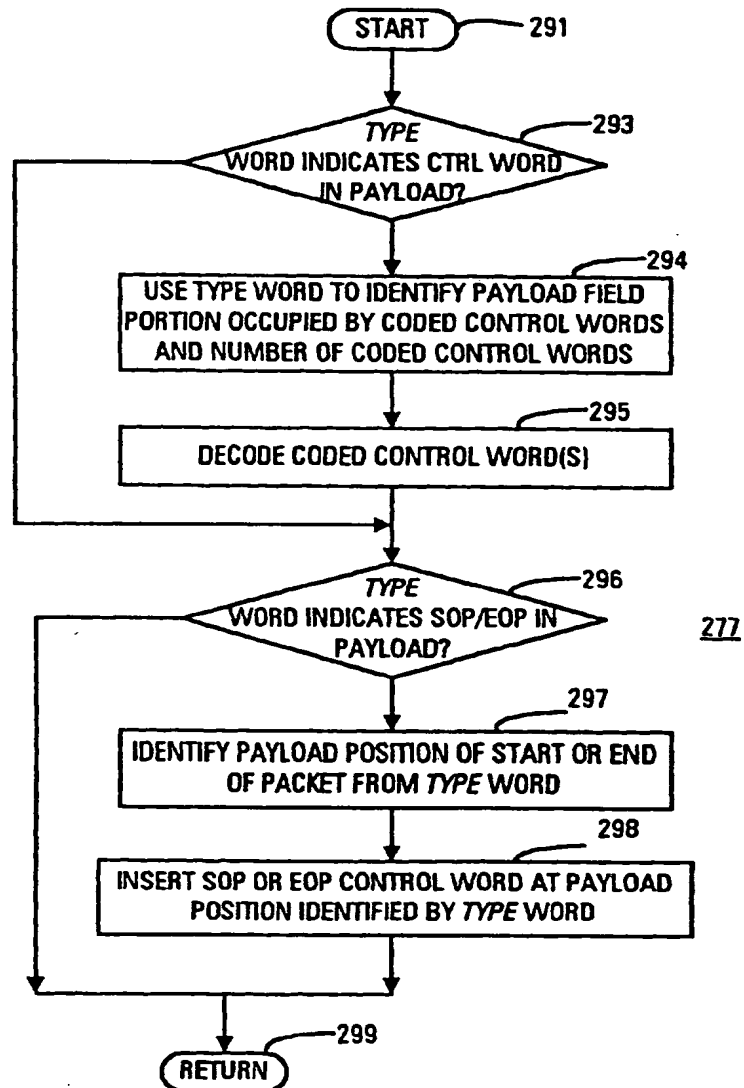 START
291
TYPE
WORD INDICATES CTRL WORD
IN PAYLOAD?
293
294
USE TYPE WORD TO IDENTIFY PAYLOAD FIELD
PORTION OCCUPIED BY CODED CONTROL WORDS
AND NUMBER OF CODED CONTROL WORDS
295
DECODE CODED CONTROL WORD(S)
TYPE
WORD INDICATES SOP/EOP IN
PAYLOAD?
296
277
297
IDENTIFY PAYLOAD POSITION OF START OR END
OF PACKET FROM TYPE WORD
298
INSERT SOP OR EOP CONTROL WORD AT PAYLOAD
POSITION IDENTIFIED BY TYPE WORD
299
RETURN